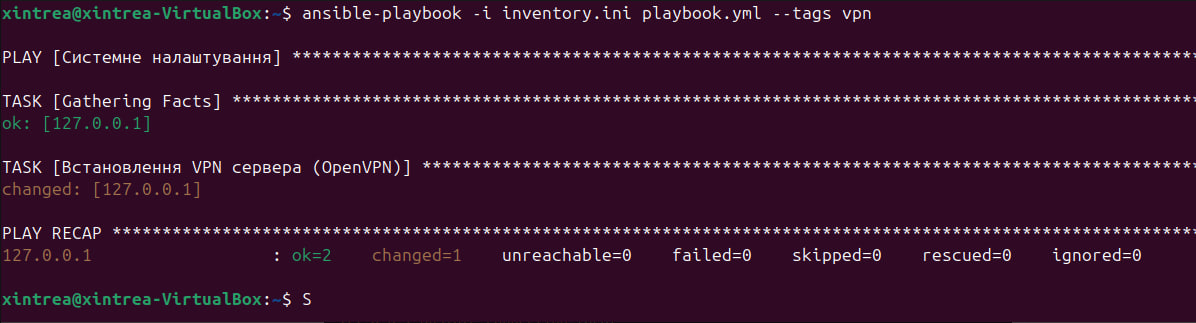 xintrea@xintrea-VirtualBox:~$ ansible-playbook -i inventory.ini playbook.yml --tags vpn
PLAY [Системне налаштування] ******************************************************************************************
TASK [Gathering Facts] ************************************************************************************************
ok: [127.0.0.1]
TASK [Встановлення VPN сервера (OpenVPN)] *****************************************************************************
changed: [127.0.0.1]
PLAY RECAP ************************************************************************************************************
127.0.0.1                  : ok=2    changed=1    unreachable=0    failed=0    skipped=0    rescued=0    ignored=0
xintrea@xintrea-VirtualBox:~$ S